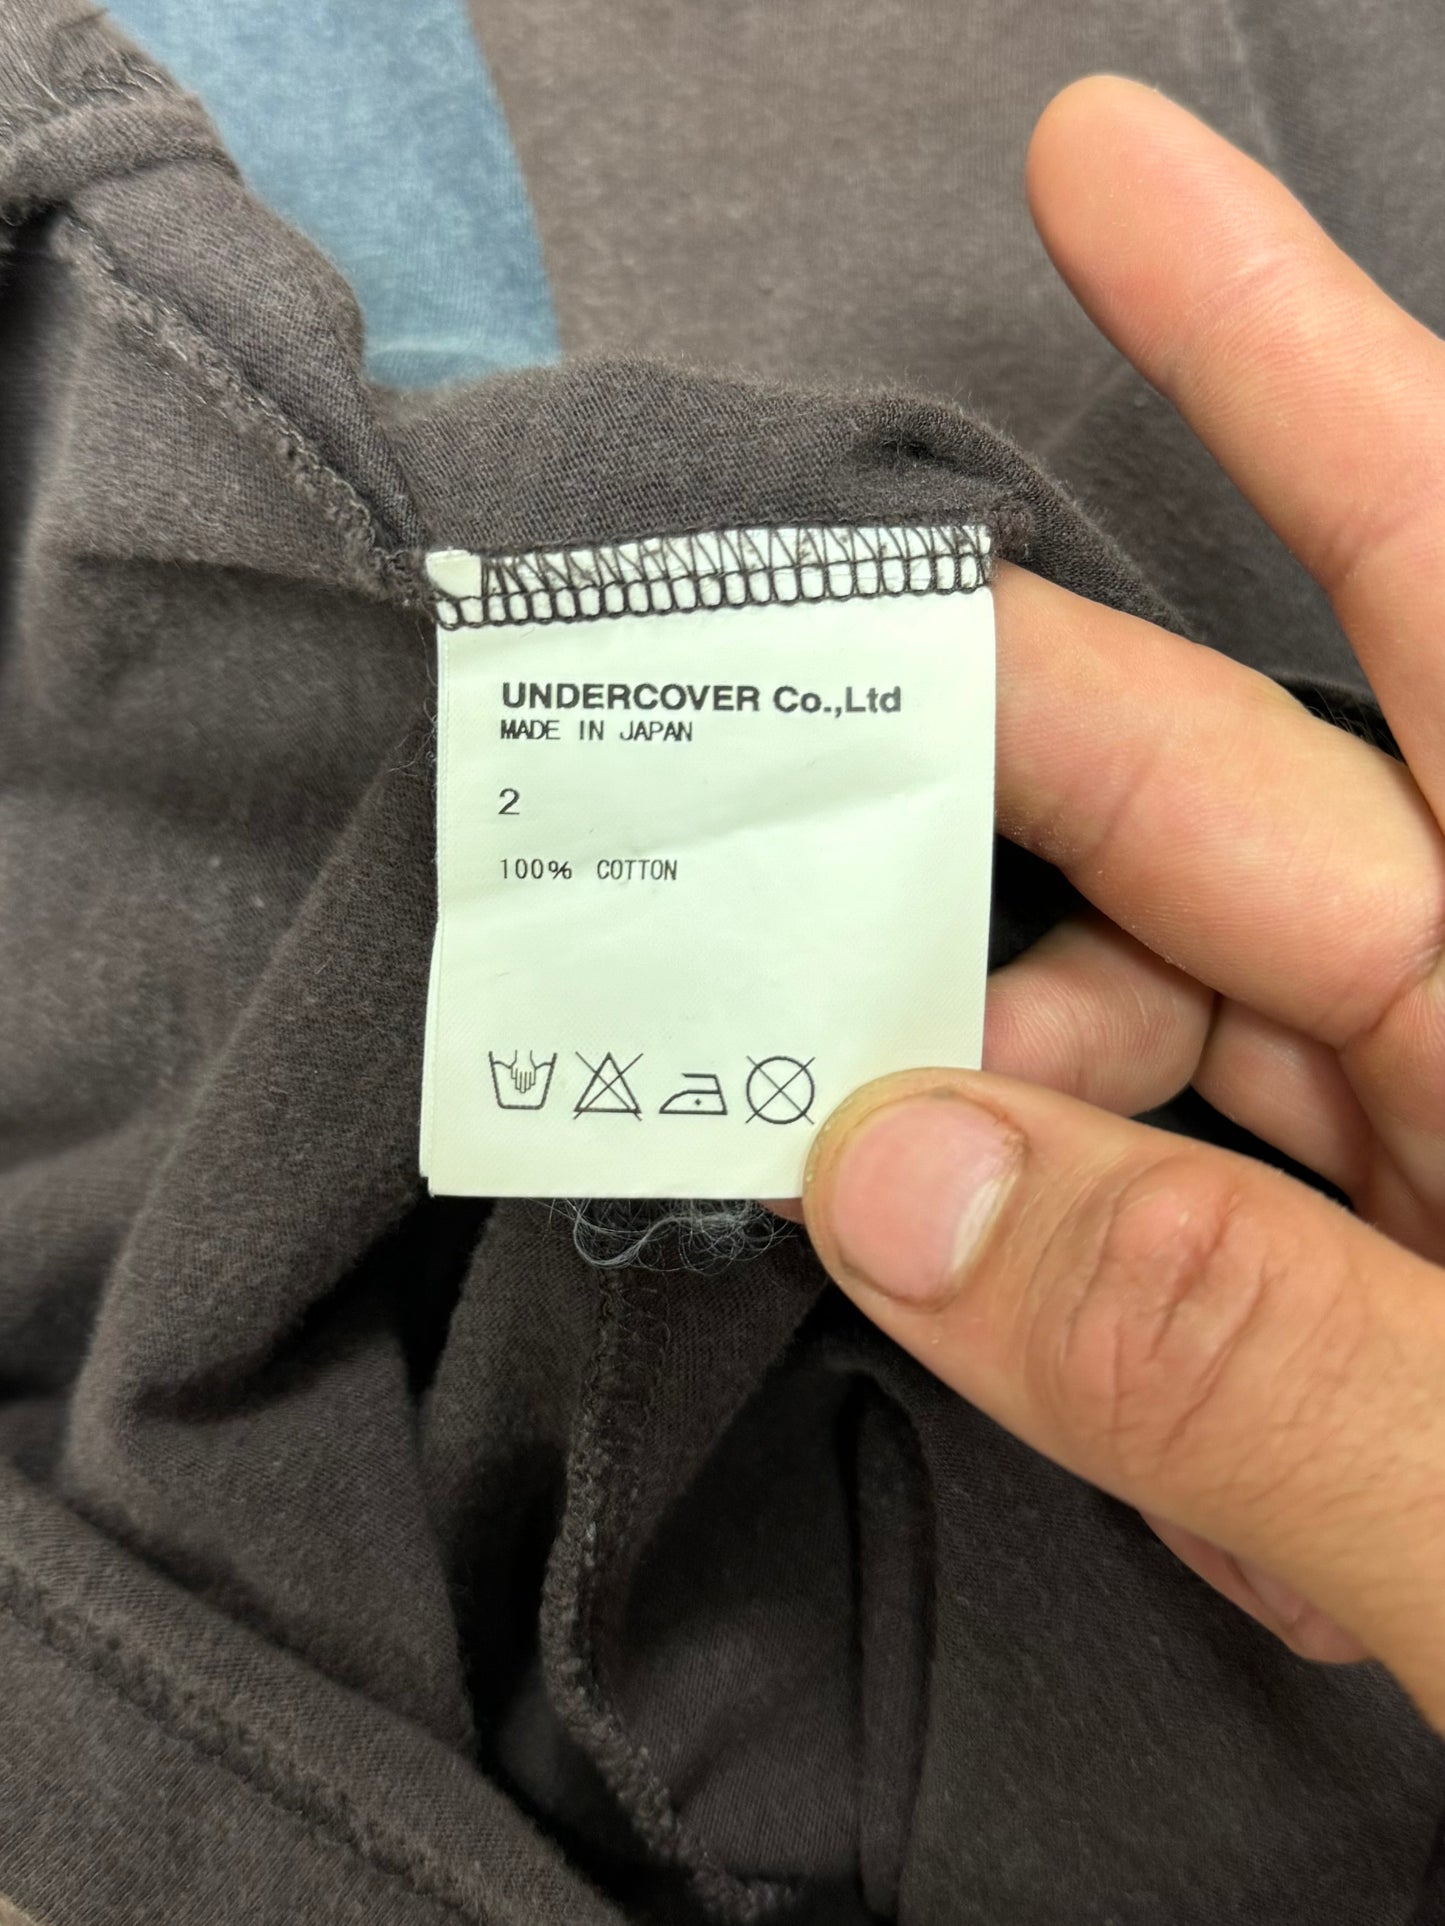 UNDERCOVER Co.,Ltd
MADE IN JAPAN
2
100% COTTON